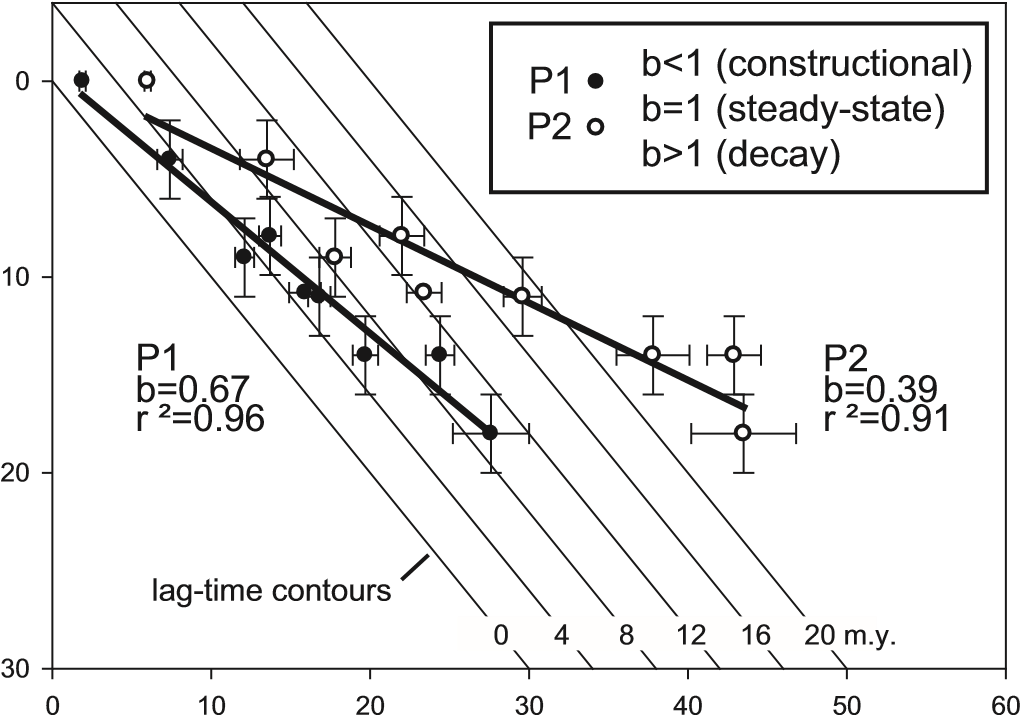 P1 ● b<1 (constructional)
P2 ○ b=1 (steady-state)
b>1 (decay)
0
10
20
30
P1
b=0.67
r ²=0.96
P2
b=0.39
r ²=0.91
lag-time contours
0 4 8 12 16 20 m.y.
0 10 20 30 40 50 60